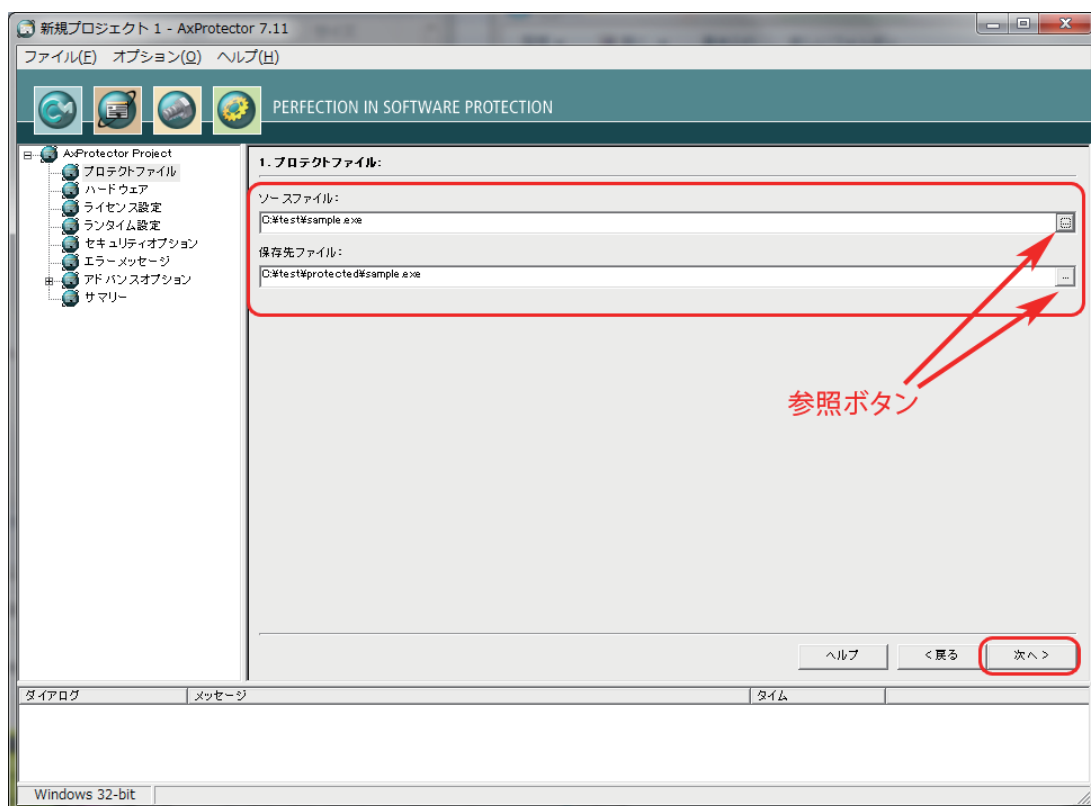 新規プロジェクト 1 - AxProtector 7.11
ファイル(F) オプション(O) ヘルプ(H)
PERFECTION IN SOFTWARE PROTECTION
AxProtector Project
プロテクトファイル
ハードウェア
ライセンス設定
ランタイム設定
セキュリティオプション
エラーメッセージ
アドバンスオプション
サマリー
1.プロテクトファイル:
ソースファイル:
C:¥test¥sample.exe
...
保存先ファイル:
C:¥test¥protected¥sample.exe
...
参照ボタン
ヘルプ <戻る 次へ>
ダイアログ メッセージ タイム
Windows 32-bit